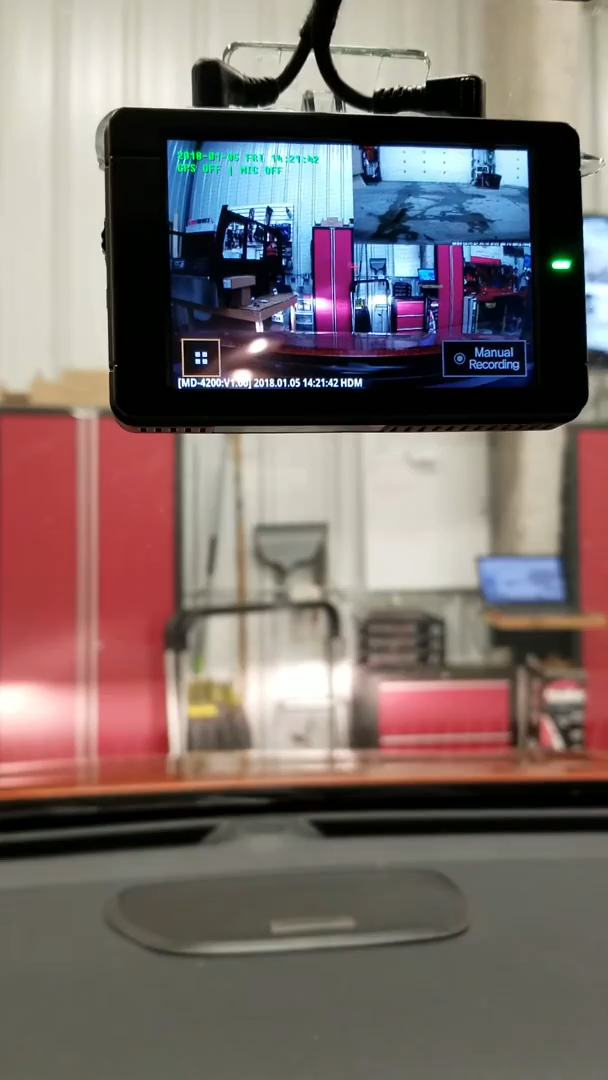 2018-01-05 FRI 14:21:42
GPS OFF | MIC OFF
Manual
Recording
[MD-4200:V1.00] 2018.01.05 14:21:42 HDM